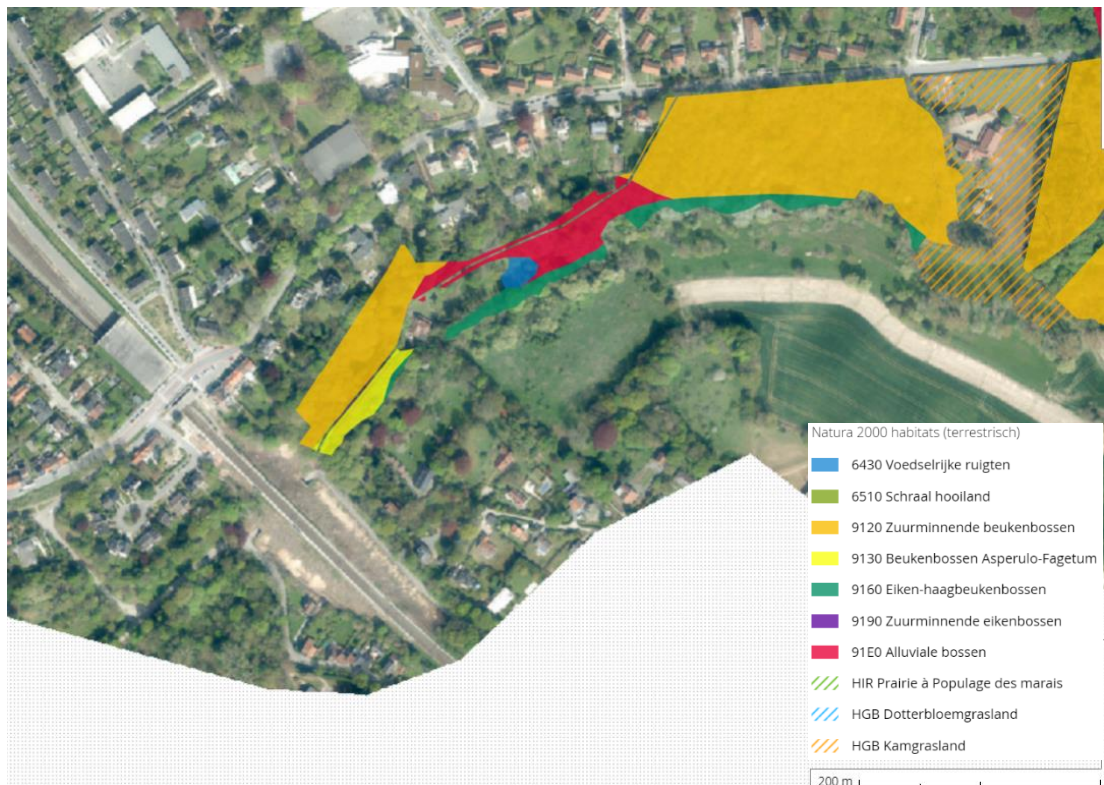 Natura 2000 habitats (terrestrisch)
6430 Voedselrijke ruigten
6510 Schraal hooiland
9120 Zuurminnende beukenbossen
9130 Beukenbossen Asperulo-Fagetum
9160 Eiken-haagbeukenbossen
9190 Zuurminnende eikenbossen
91E0 Alluviale bossen
HIR Prairie à Populage des marais
HGB Dotterbloemgrasland
HGB Kamgrasland
200 m